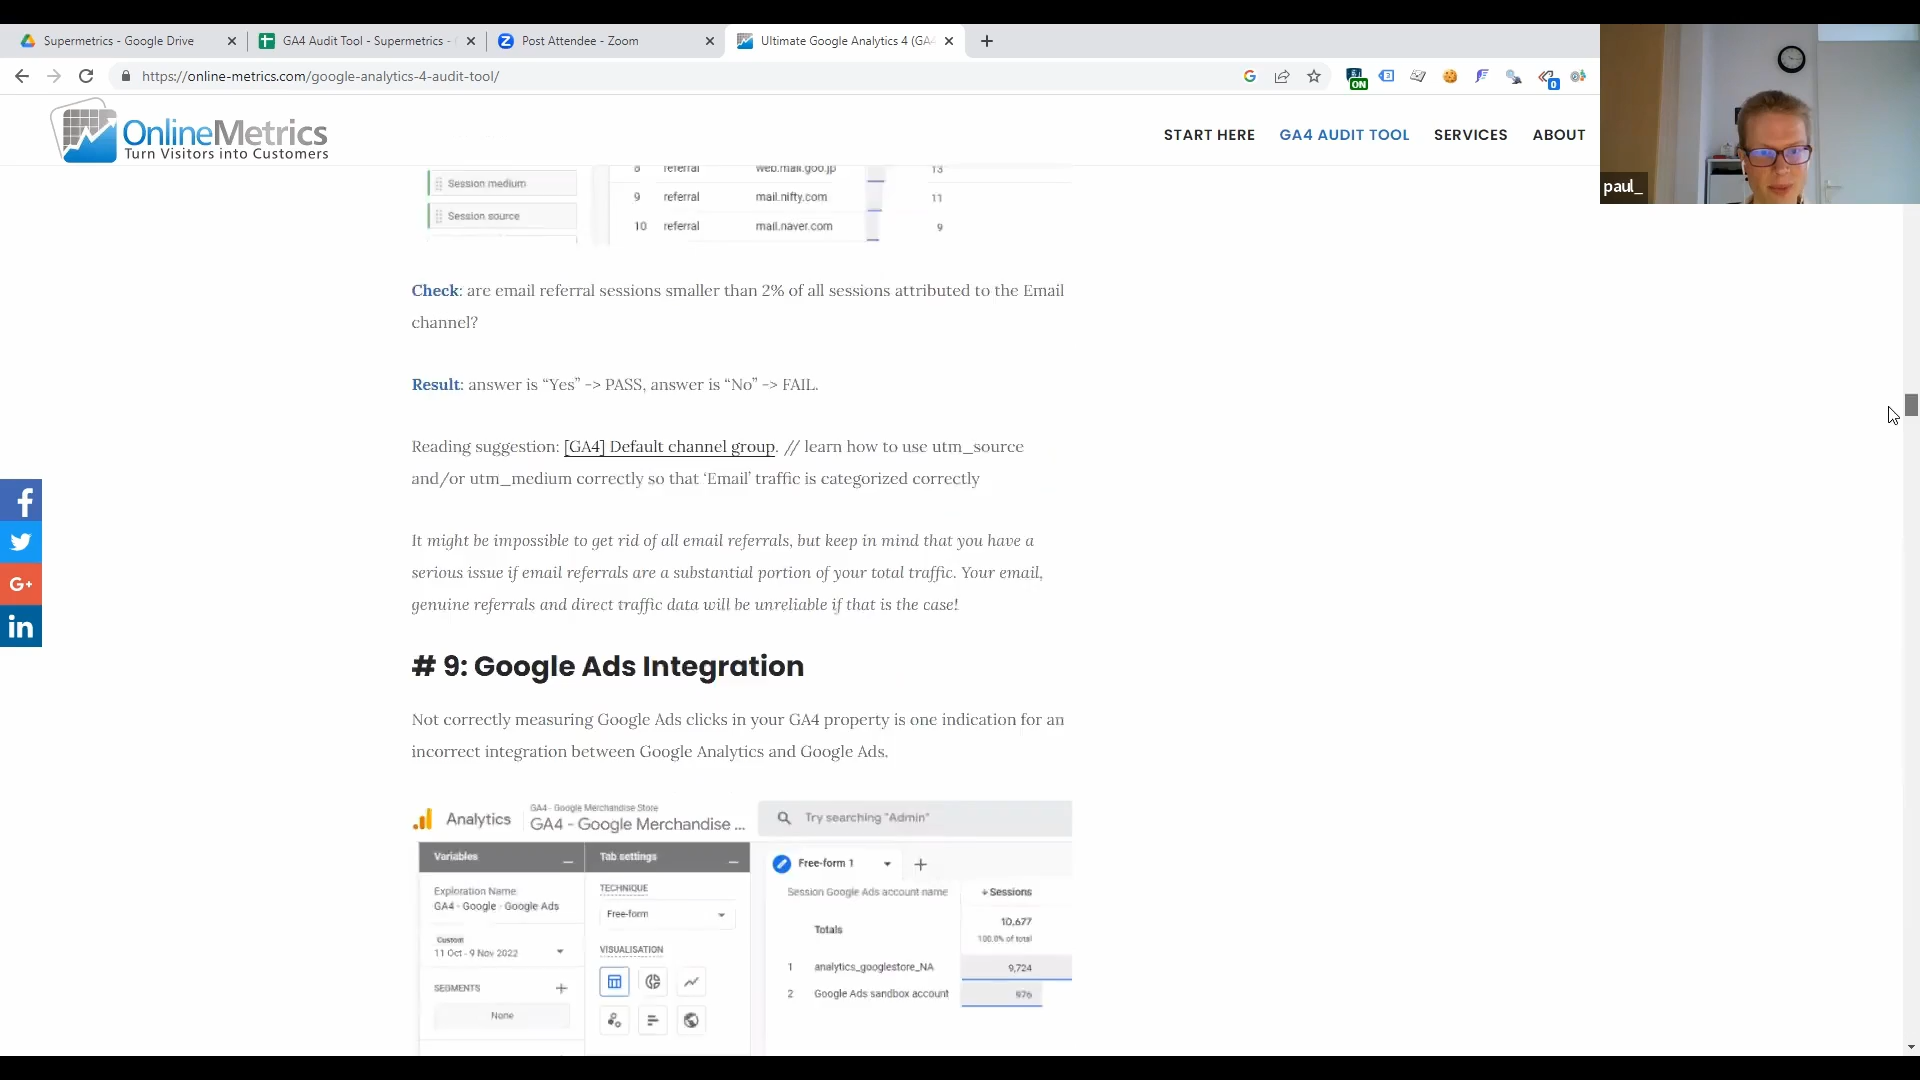 Supermetrics - Google Drive
GA4 Audit Tool - Supermetrics -
Post Attendee - Zoom
Ultimate Google Analytics 4 (GA4
https://online-metrics.com/google-analytics-4-audit-tool/
ON
3
0
OnlineMetrics
Turn Visitors into Customers
START HERE
GA4 AUDIT TOOL
SERVICES
ABOUT
paul_
8 referral web.mail.goo.jp 13
Session medium
9 referral mail.nifty.com 11
Session source
10 referral mail.naver.com 9
Check: are email referral sessions smaller than 2% of all sessions attributed to the Email
channel?
Result: answer is “Yes” -> PASS, answer is “No” -> FAIL.
Reading suggestion: [GA4] Default channel group. // learn how to use utm_source
and/or utm_medium correctly so that ‘Email’ traffic is categorized correctly
It might be impossible to get rid of all email referrals, but keep in mind that you have a
serious issue if email referrals are a substantial portion of your total traffic. Your email,
genuine referrals and direct traffic data will be unreliable if that is the case!
f
G+
in
# 9: Google Ads Integration
Not correctly measuring Google Ads clicks in your GA4 property is one indication for an
incorrect integration between Google Analytics and Google Ads.
Analytics
GA4 - Google Merchandise Store
GA4 - Google Merchandise ...
Try searching "Admin"
Variables
Tab settings
Free-form 1
Exploration Name:
GA4 - Google - Google Ads
TECHNIQUE
Free-form
Session Google Ads account name
Sessions
Totals
10,677
100.0% of total
Custom
11 Oct - 9 Nov 2022
VISUALISATION
1 analytics_googlestore_NA 9,724
2 Google Ads sandbox account 976
SEGMENTS
None